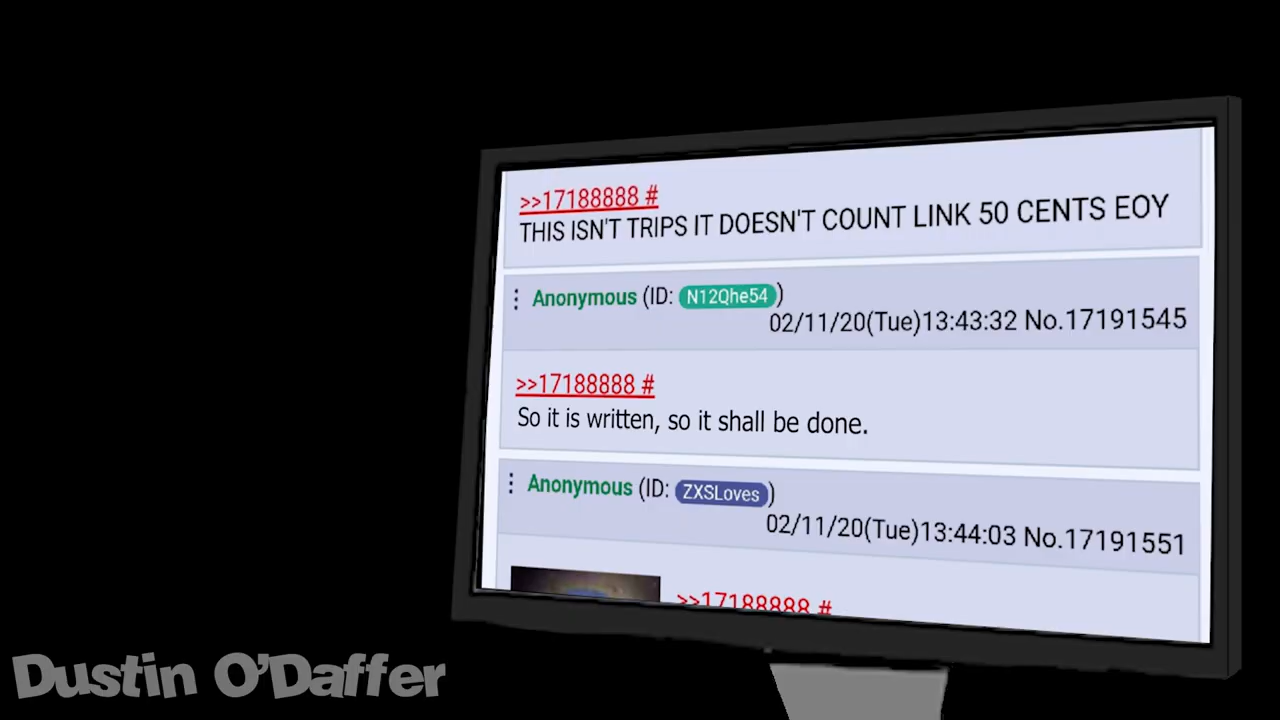 >>17188888 #
THIS ISN'T TRIPS IT DOESN'T COUNT LINK 50 CENTS EOY
Anonymous (ID: N12Qhe54)
02/11/20(Tue)13:43:32 No.17191545
>>17188888 #
So it is written, so it shall be done.
Anonymous (ID: ZXSLoves)
02/11/20(Tue)13:44:03 No.17191551
>>17188888 #
Dustin O'Daffer